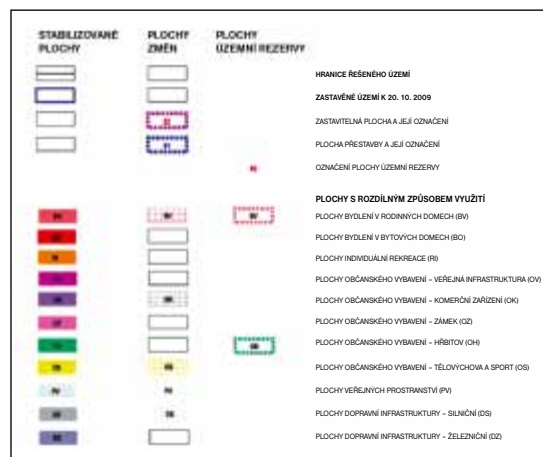 STABILIZOVANÉ PLOCHY
PLOCHY ZMĚN
PLOCHY ÚZEMNÍ REZERVY
HRANICE ŘEŠENÉHO ÚZEMÍ
ZASTAVĚNÉ ÚZEMÍ K 20. 10. 2009
ZASTAVITELNÁ PLOCHA A JEJÍ OZNAČENÍ
PLOCHA PŘESTAVBY A JEJÍ OZNAČENÍ
OZNAČENÍ PLOCHY ÚZEMNÍ REZERVY
PLOCHY S ROZDÍLNÝM ZPŮSOBEM VYUŽITÍ
PLOCHY BYDLENÍ V RODINNÝCH DOMECH (BV)
PLOCHY BYDLENÍ V BYTOVÝCH DOMECH (BO)
PLOCHY INDIVIDUÁLNÍ REKREACE (RI)
PLOCHY OBČANSKÉHO VYBAVENÍ – VEŘEJNÁ INFRASTRUKTURA (OV)
PLOCHY OBČANSKÉHO VYBAVENÍ – KOMERČNÍ ZAŘÍZENÍ (OK)
PLOCHY OBČANSKÉHO VYBAVENÍ – ZÁMEK (OZ)
PLOCHY OBČANSKÉHO VYBAVENÍ – HŘBITOV (OH)
PLOCHY OBČANSKÉHO VYBAVENÍ – TĚLOVÝCHOVA A SPORT (OS)
PLOCHY VEŘEJNÝCH PROSTRANSTVÍ (PV)
PLOCHY DOPRAVNÍ INFRASTRUKTURY – SILNIČNÍ (DS)
PLOCHY DOPRAVNÍ INFRASTRUKTURY – ŽELEZNIČNÍ (DZ)